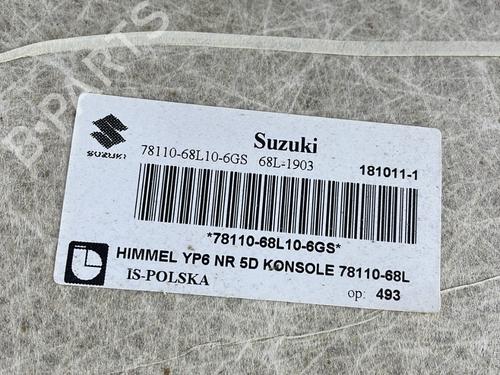 B-PARTS
SUZUKI
Suzuki
78110-68L10-6GS 68L-1903
181011-1
*78110-68L10-6GS*
HIMMEL YP6 NR 5D KONSOLE 78110-68L
IS-POLSKA
op: 493